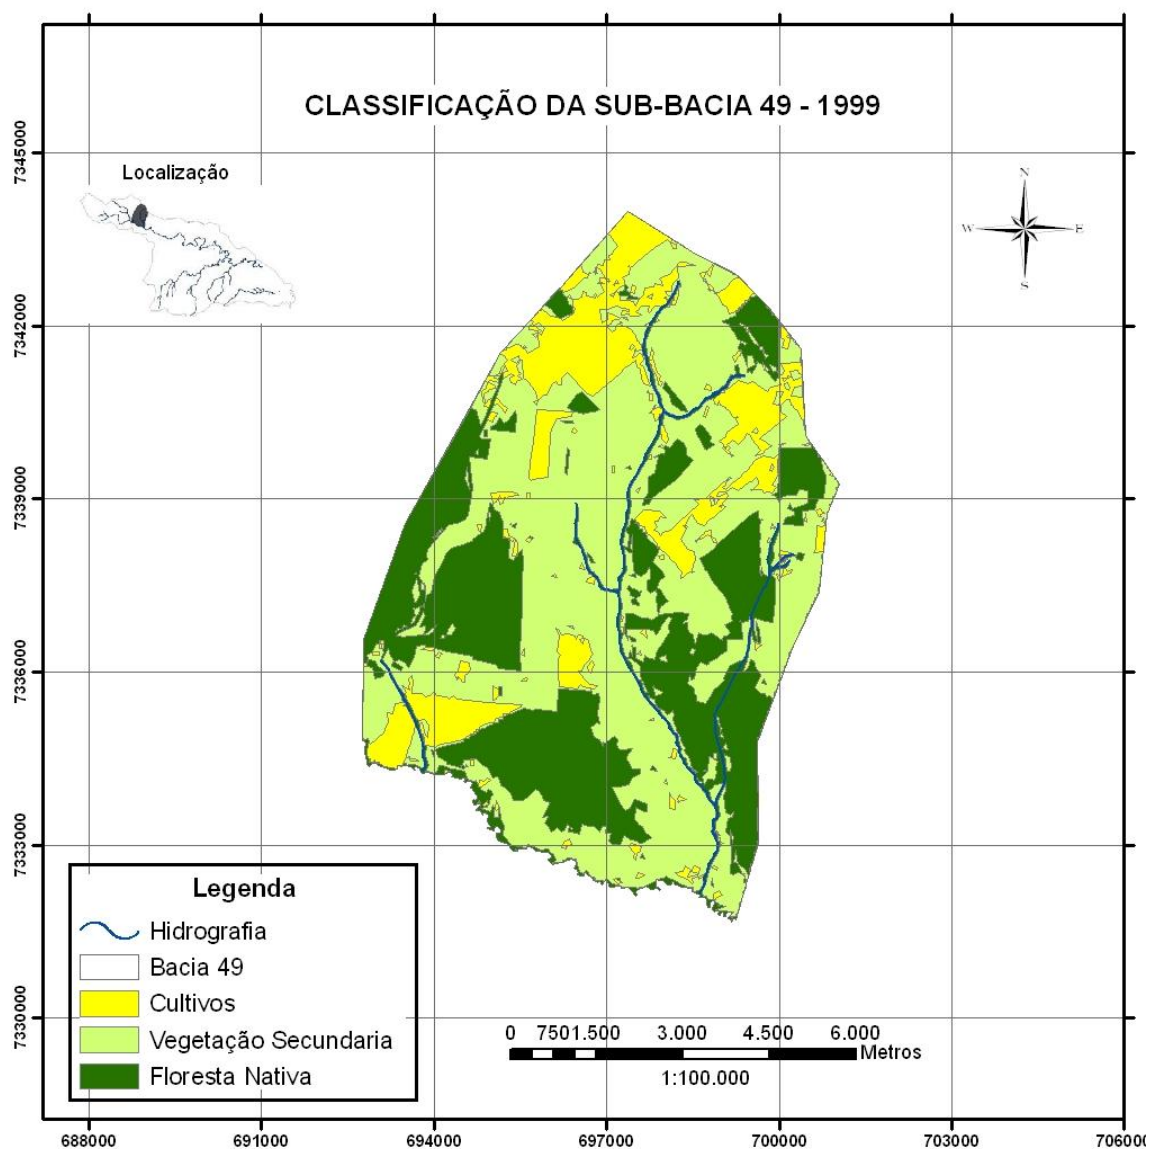 CLASSIFICAÇÃO DA SUB-BACIA 49 - 1999
Localização
N
W
E
S
7345000
7342000
7339000
7336000
7333000
7330000
Legenda
Hidrografia
Bacia 49
Cultivos
Vegetação Secundaria
Floresta Nativa
0 750 1.500 3.000 4.500 6.000
Metros
1:100.000
688000 691000 694000 697000 700000 703000 706000